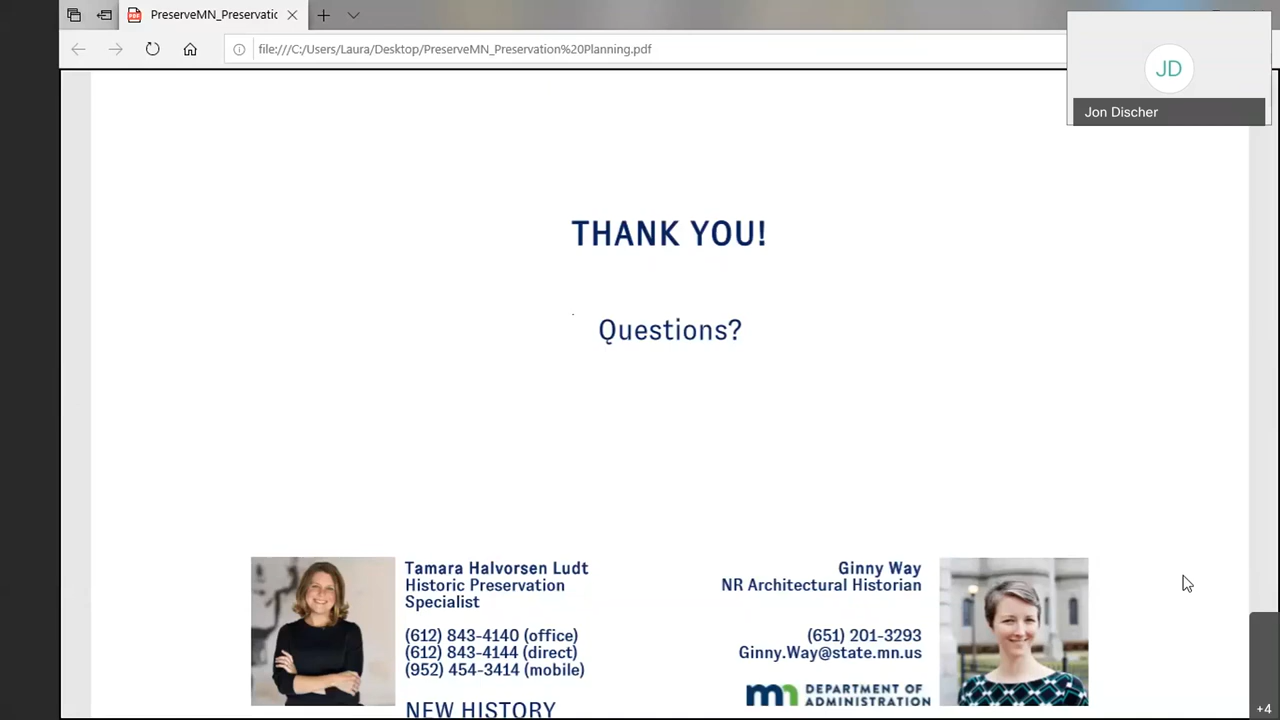 PreserveMN_Preservatic
file:///C:/Users/Laura/Desktop/PreserveMN_Preservation%20Planning.pdf
JD
Jon Discher
THANK YOU!
Questions?
Tamara Halvorsen Ludt
Historic Preservation
Specialist
(612) 843-4140 (office)
(612) 843-4144 (direct)
(952) 454-3414 (mobile)
NEW HISTORY
Ginny Way
NR Architectural Historian
(651) 201-3293
Ginny.Way@state.mn.us
mn DEPARTMENT OF
ADMINISTRATION
+4